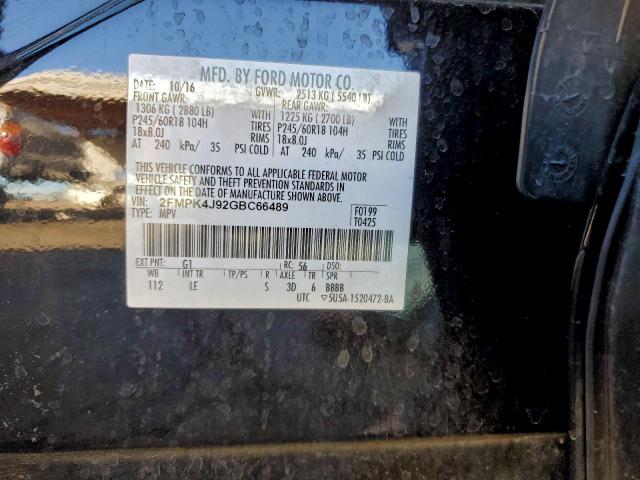 MFD. BY FORD MOTOR CO.
DATE: 10/16 GVWR: 2513 KG ( 5540 LB)
FRONT GAWR: REAR GAWR:
1306 KG ( 2880 LB) WITH 1225 KG ( 2700 LB) WITH
P245/60R18 104H TIRES P245/60R18 104H TIRES
18x8.0J RIMS 18x8.0J RIMS
AT 240 kPa/ 35 PSI COLD AT 240 kPa/ 35 PSI COLD
THIS VEHICLE CONFORMS TO ALL APPLICABLE FEDERAL MOTOR
VEHICLE SAFETY AND THEFT PREVENTION STANDARDS IN
EFFECT ON THE DATE OF MANUFACTURE SHOWN ABOVE.
VIN: 2FMPK4J92GBC66489 F0199
TYPE: MPV T0425
EXT PNT: G1 RC: 56 DSO:
WB INT TR TP/PS R AXLE TR SPR
112 LE S 3D 6 BBBB
UTC ▽5U5A-1520472-BA